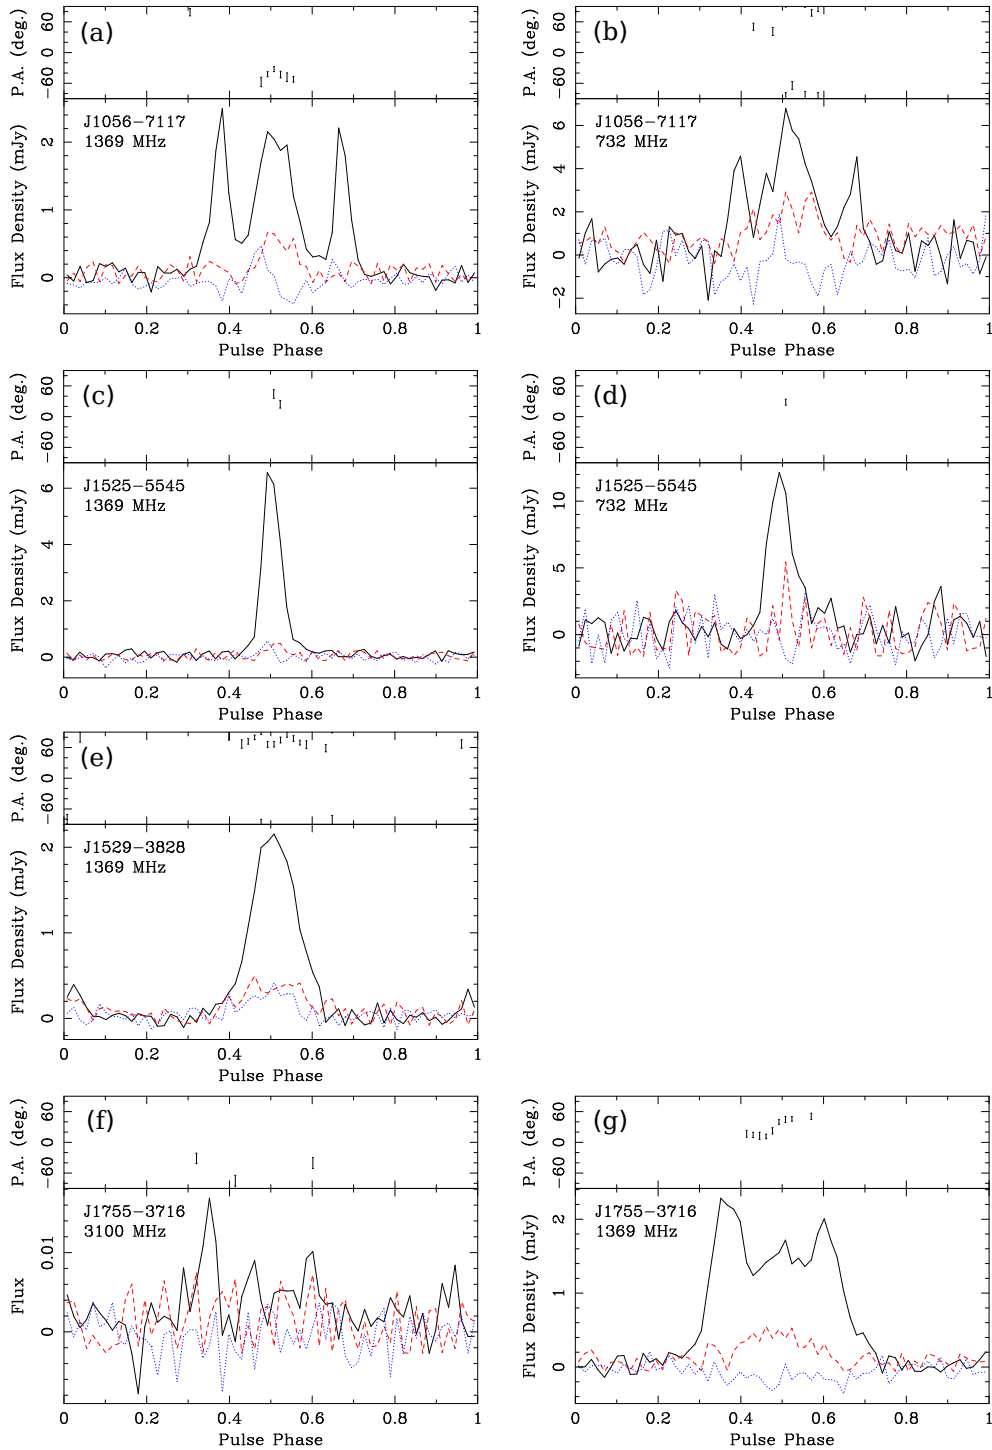 (a)
P.A. (deg.)
−60 0 60
J1056−7117
1369 MHz
Flux Density (mJy)
0 1 2
0 0.2 0.4 0.6 0.8 1
Pulse Phase
(b)
P.A. (deg.)
−60 0 60
J1056−7117
732 MHz
Flux Density (mJy)
−2 0 2 4 6
0 0.2 0.4 0.6 0.8 1
Pulse Phase
(c)
P.A. (deg.)
−60 0 60
J1525−5545
1369 MHz
Flux Density (mJy)
0 2 4 6
0 0.2 0.4 0.6 0.8 1
Pulse Phase
(d)
P.A. (deg.)
−60 0 60
J1525−5545
732 MHz
Flux Density (mJy)
0 5 10
0 0.2 0.4 0.6 0.8 1
Pulse Phase
(e)
P.A. (deg.)
−60 0 60
J1529−3828
1369 MHz
Flux Density (mJy)
0 1 2
0 0.2 0.4 0.6 0.8 1
Pulse Phase
(f)
P.A. (deg.)
−60 0 60
J1755−3716
3100 MHz
Flux
0 0.01
0 0.2 0.4 0.6 0.8 1
Pulse Phase
(g)
P.A. (deg.)
−60 0 60
J1755−3716
1369 MHz
Flux Density (mJy)
0 1 2
0 0.2 0.4 0.6 0.8 1
Pulse Phase